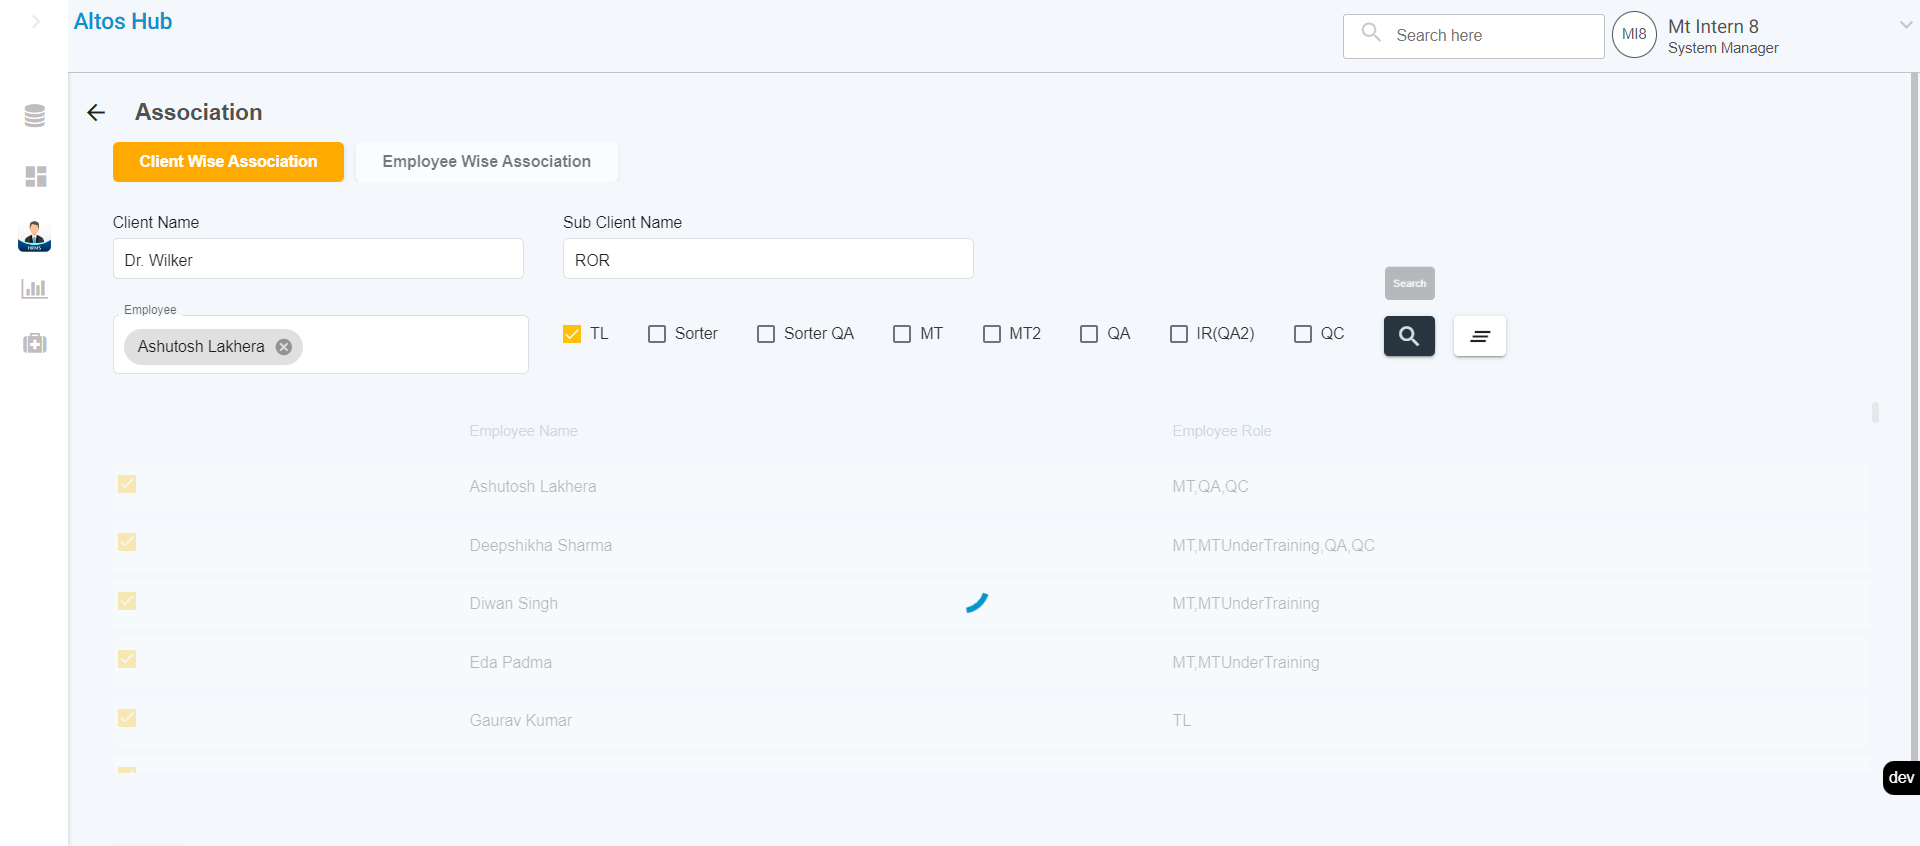 Altos Hub
Search here
MI8
Mt Intern 8
System Manager
Association
Client Wise Association
Employee Wise Association
Client Name
Sub Client Name
Dr. Wilker
ROR
Search
Employee
Ashutosh Lakhera
TL
Sorter
Sorter QA
MT
MT2
QA
IR(QA2)
QC
Employee Name
Employee Role
Ashutosh Lakhera
MT,QA,QC
Deepshikha Sharma
MT,MTUnderTraining,QA,QC
Diwan Singh
MT,MTUnderTraining
Eda Padma
MT,MTUnderTraining
Gaurav Kumar
TL
dev
HRMS